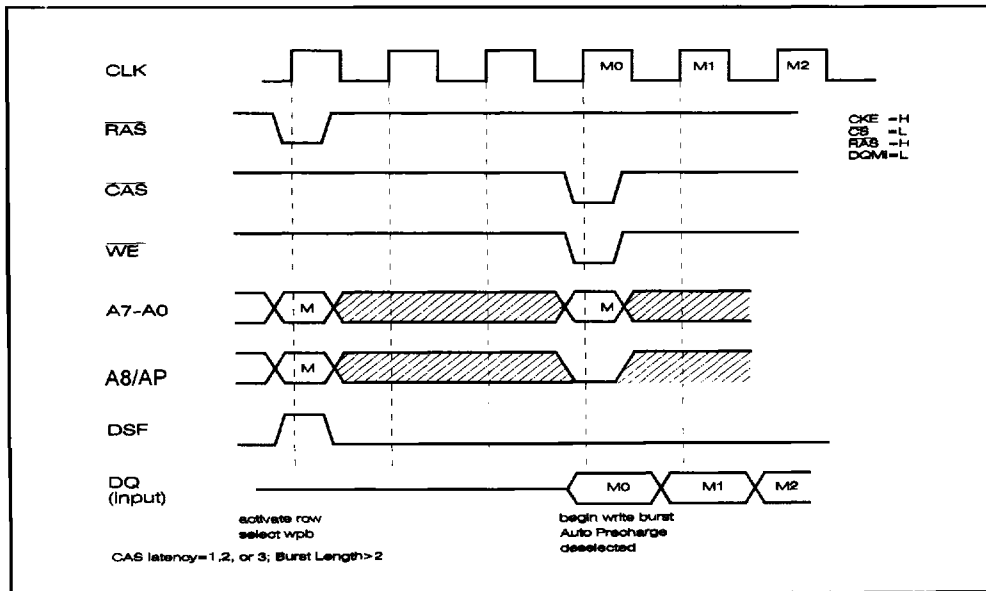 CLK M0 M1 M2
RAS
CKE =H
CS =L
RAS =H
DQMI=L
CAS
WE
A7-A0 M M
A8/AP M
DSF
DQ M0 M1 M2
(Input)
activate row
select wpb
begin write burst
Auto Precharge
deselected
CAS latency=1,2, or 3; Burst Length>2